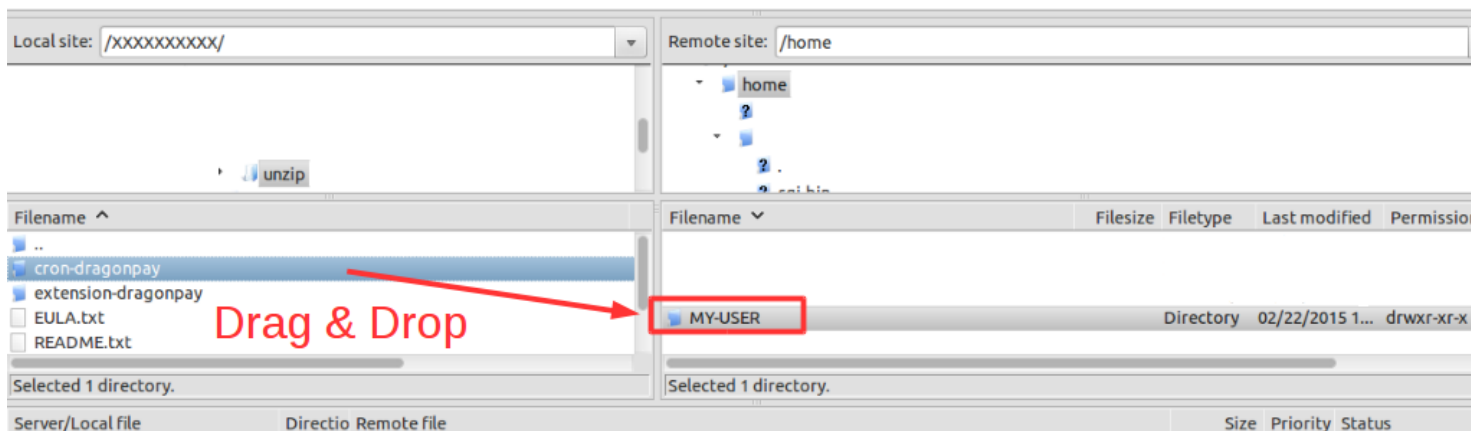 Local site: /XXXXXXXXXX/
Remote site: /home
home
?
? .
unzip
Filename
Filename Filesize Filetype Last modified
..
cron-dragonpay
extension-dragonpay
EULA.txt
README.txt
Drag & Drop
MY-USER Directory 02/22/2015 1... drwxr-xr-x
Selected 1 directory.
Selected 1 directory.
Server/Local file Directio Remote file Size Priority Status